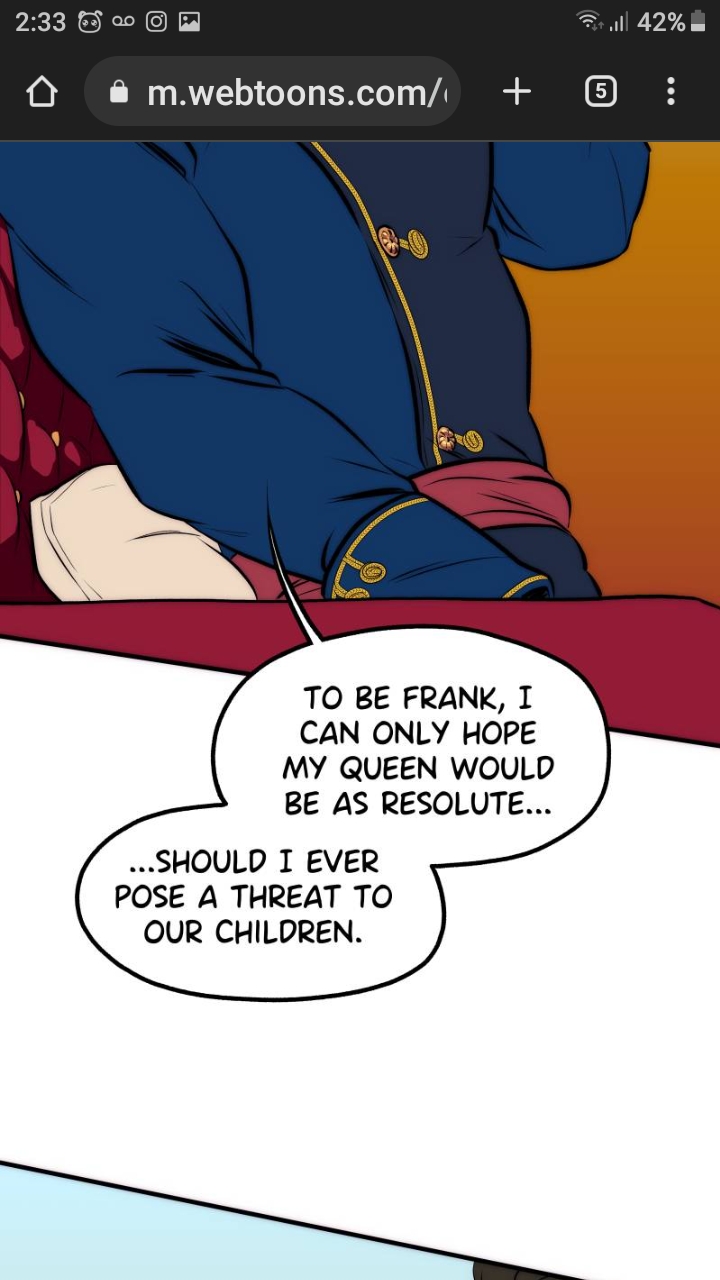 2:33 42%
m.webtoons.com/
5
TO BE FRANK, I
CAN ONLY HOPE
MY QUEEN WOULD
BE AS RESOLUTE...
...SHOULD I EVER
POSE A THREAT TO
OUR CHILDREN.